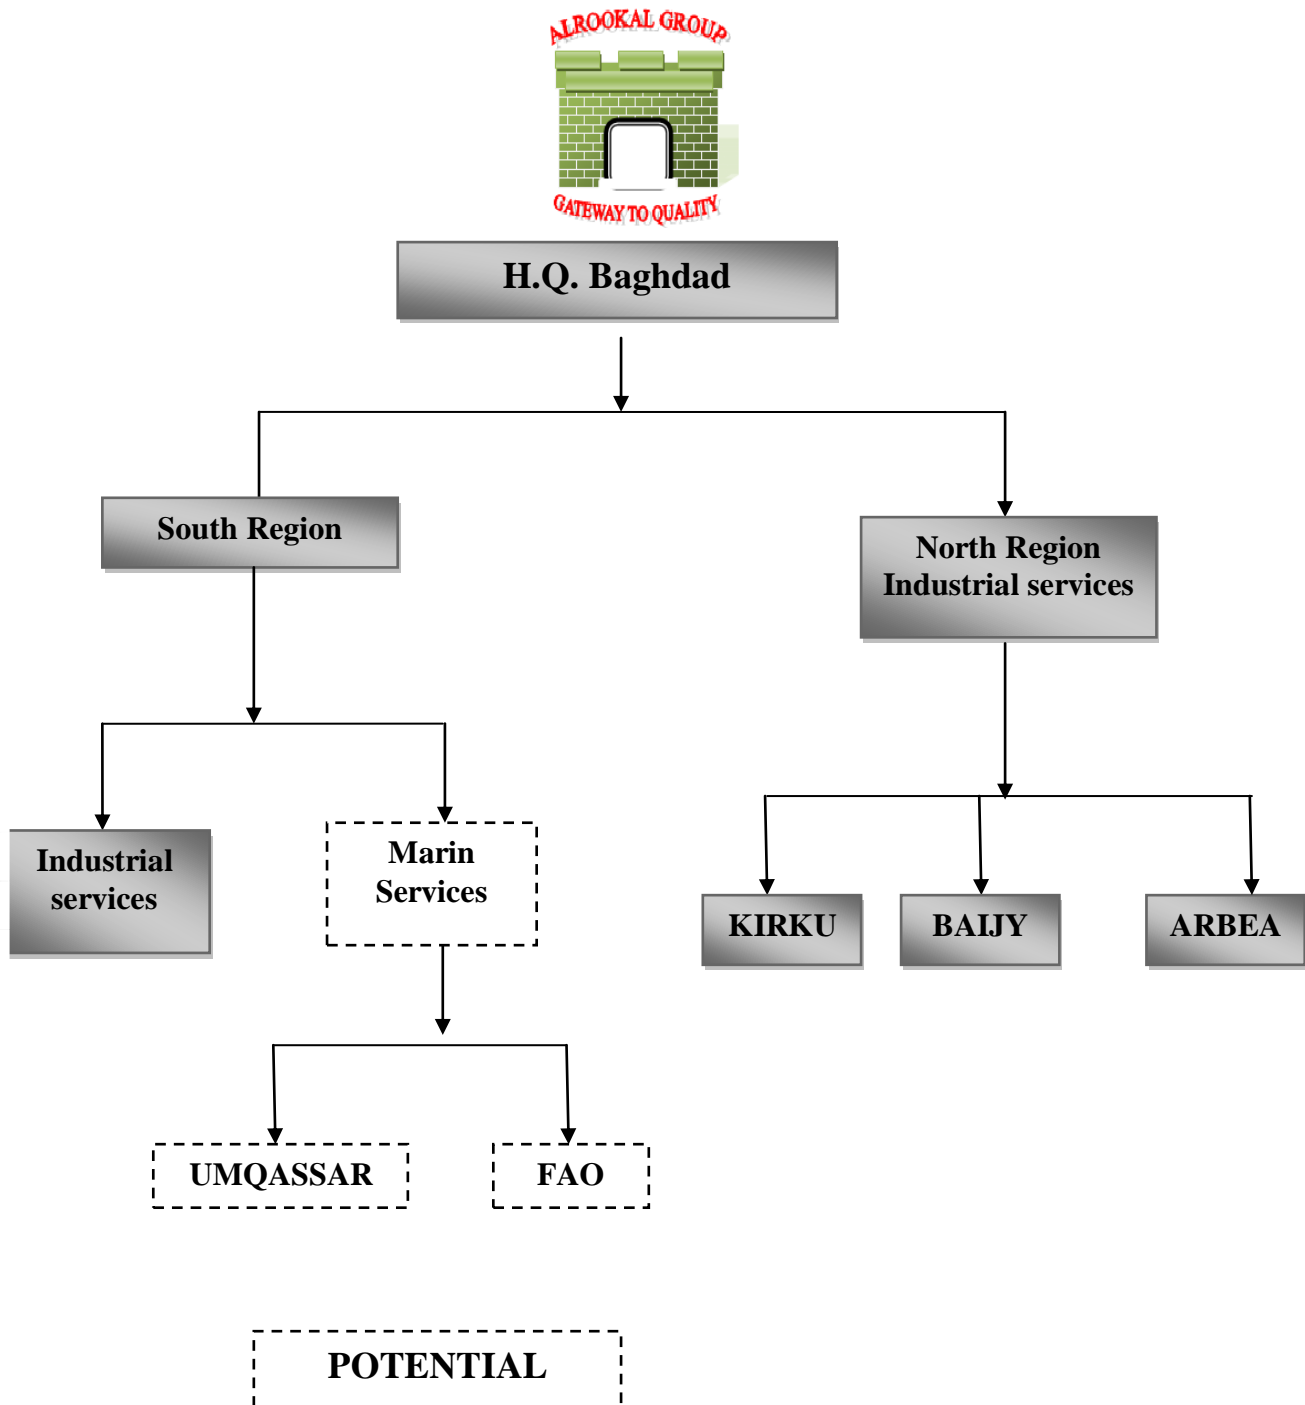 ALROOKAL GROUP
GATEWAY TO QUALITY
H.Q. Baghdad
South Region
North Region
Industrial services
Industrial
services
Marin
Services
KIRKU
BAIJY
ARBEA
UMQASSAR
FAO
POTENTIAL